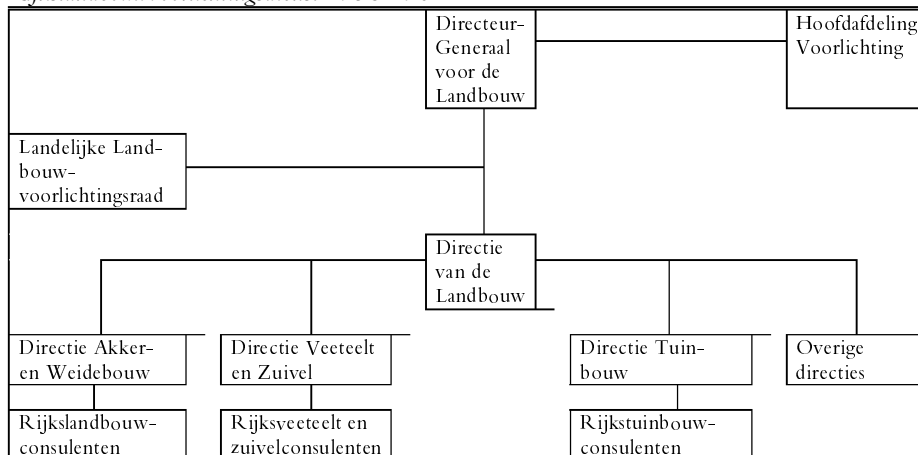 Directeur-
Generaal
voor de
Landbouw
Hoofdafdeling
Voorlichting
Landelijke Land-
bouw-
voorlichtingsraad
Directie
van de
Landbouw
Directie Akker-
en Weidebouw
Directie Veeteelt
en Zuivel
Directie Tuin-
bouw
Overige
directies
Rijkslandbouw-
consulenten
Rijksveeteelt en
zuivelconsulenten
Rijkstuinbouw-
consulenten